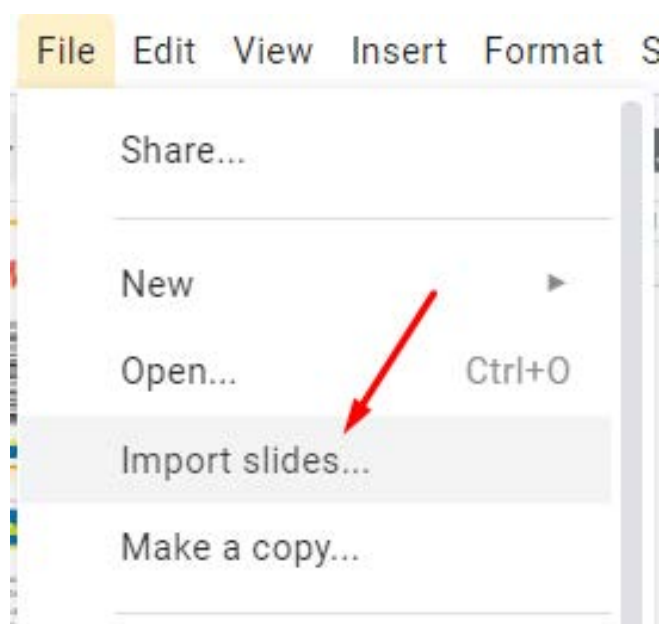 File Edit View Insert Format S
Share...
New
Open... Ctrl+O
Import slides...
Make a copy...